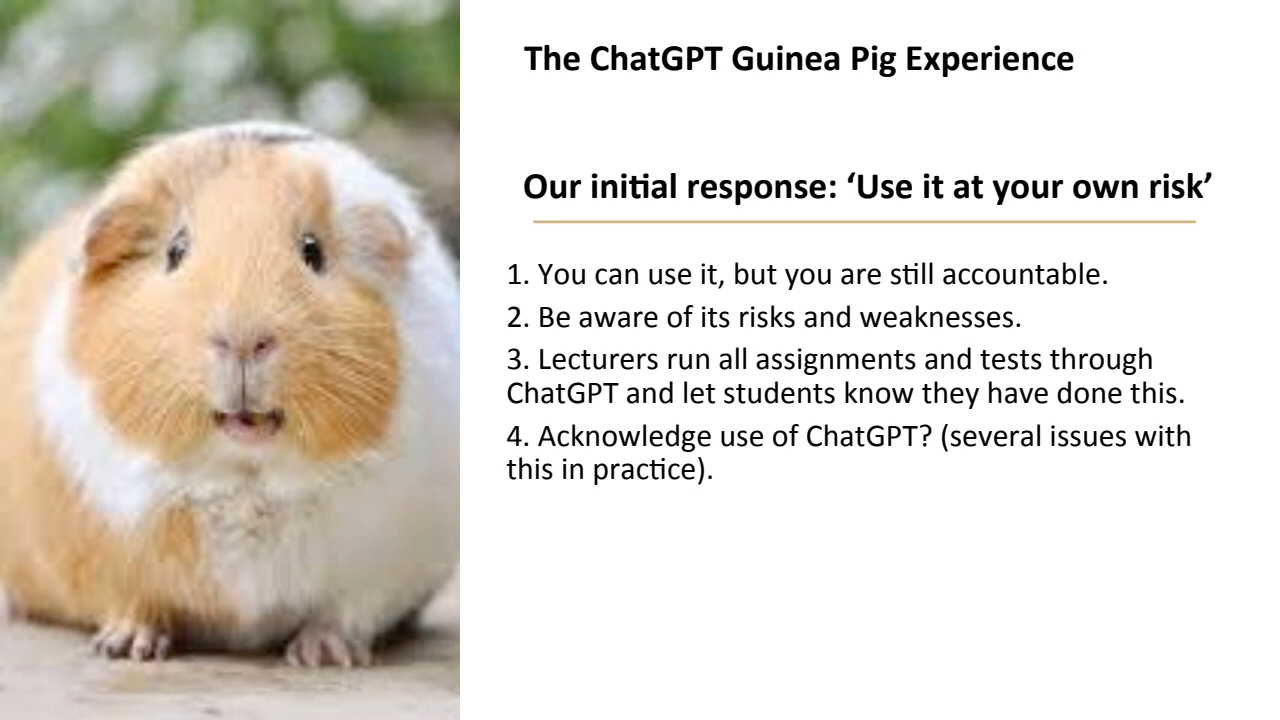 The ChatGPT Guinea Pig Experience
Our initial response: ‘Use it at your own risk’
1. You can use it, but you are still accountable.
2. Be aware of its risks and weaknesses.
3. Lecturers run all assignments and tests through
ChatGPT and let students know they have done this.
4. Acknowledge use of ChatGPT? (several issues with
this in practice).